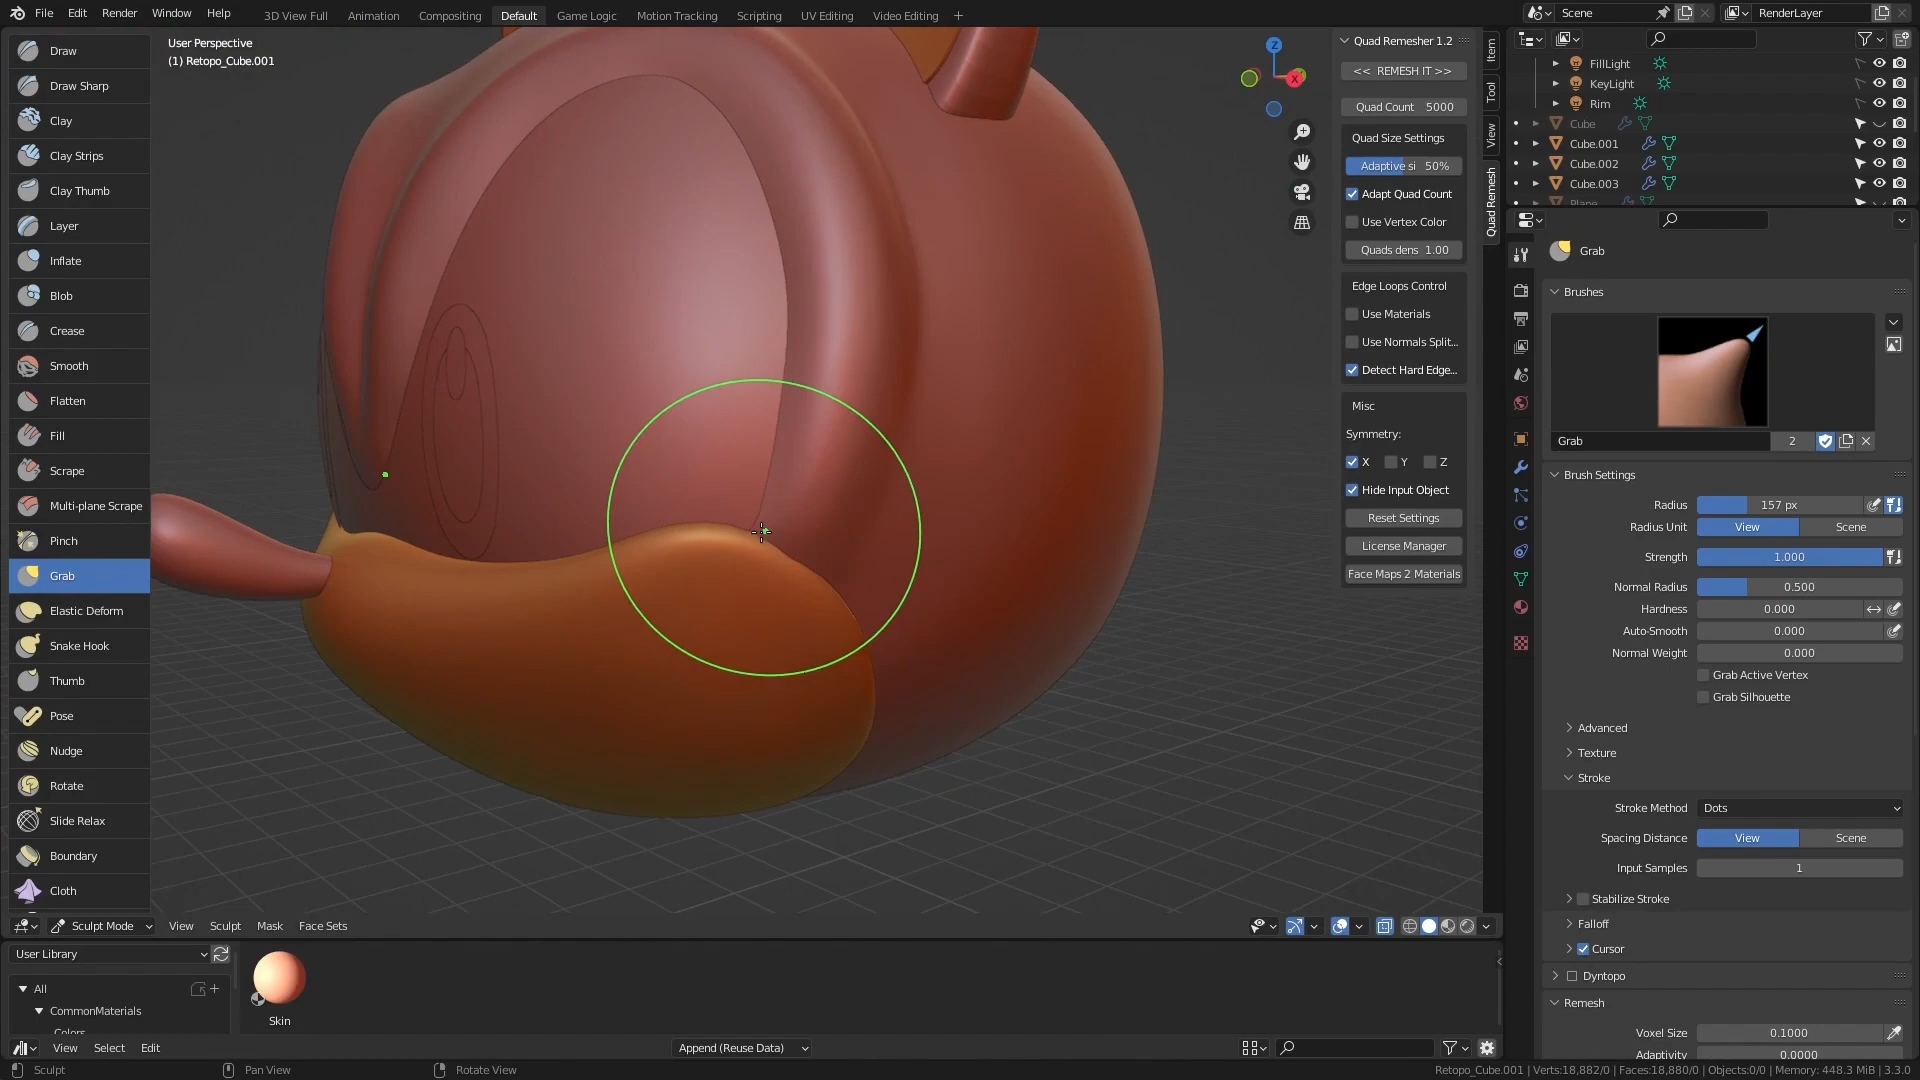 File Edit Render Window Help
3D View Full Animation Compositing Default Game Logic Motion Tracking Scripting UV Editing Video Editing +
Scene
RenderLayer
User Perspective
(1) Retopo_Cube.001
Draw
Draw Sharp
Clay
Clay Strips
Clay Thumb
Layer
Inflate
Blob
Crease
Smooth
Flatten
Fill
Scrape
Multi-plane Scrape
Pinch
Grab
Elastic Deform
Snake Hook
Thumb
Pose
Nudge
Rotate
Slide Relax
Boundary
Cloth
Z
X
Quad Remesher 1.2
<< REMESH IT >>
Quad Count 5000
Quad Size Settings
Adaptive si 50%
Adapt Quad Count
Use Vertex Color
Quads dens 1.00
Edge Loops Control
Use Materials
Use Normals Split...
Detect Hard Edge...
Misc
Symmetry:
X Y Z
Hide Input Object
Reset Settings
License Manager
Face Maps 2 Materials
Item
Tool
View
Quad Remesh
FillLight
KeyLight
Rim
Cube
Cube.001
Cube.002
Cube.003
Plane
Grab
Brushes
Grab 2
Brush Settings
Radius 157 px
Radius Unit View Scene
Strength 1.000
Normal Radius 0.500
Hardness 0.000
Auto-Smooth 0.000
Normal Weight 0.000
Grab Active Vertex
Grab Silhouette
Advanced
Texture
Stroke
Stroke Method Dots
Spacing Distance View Scene
Input Samples 1
Stabilize Stroke
Falloff
Cursor
Dyntopo
Remesh
Voxel Size 0.1000
Adaptivity 0.0000
Sculpt Mode View Sculpt Mask Face Sets
User Library
All
CommonMaterials
Colors
Skin
View Select Edit
Append (Reuse Data)
Sculpt Pan View Rotate View
Retopo_Cube.001 | Verts:18,882/0 | Faces:18,880/0 | Objects:0/0 | Memory: 448.3 MiB | 3.3.0